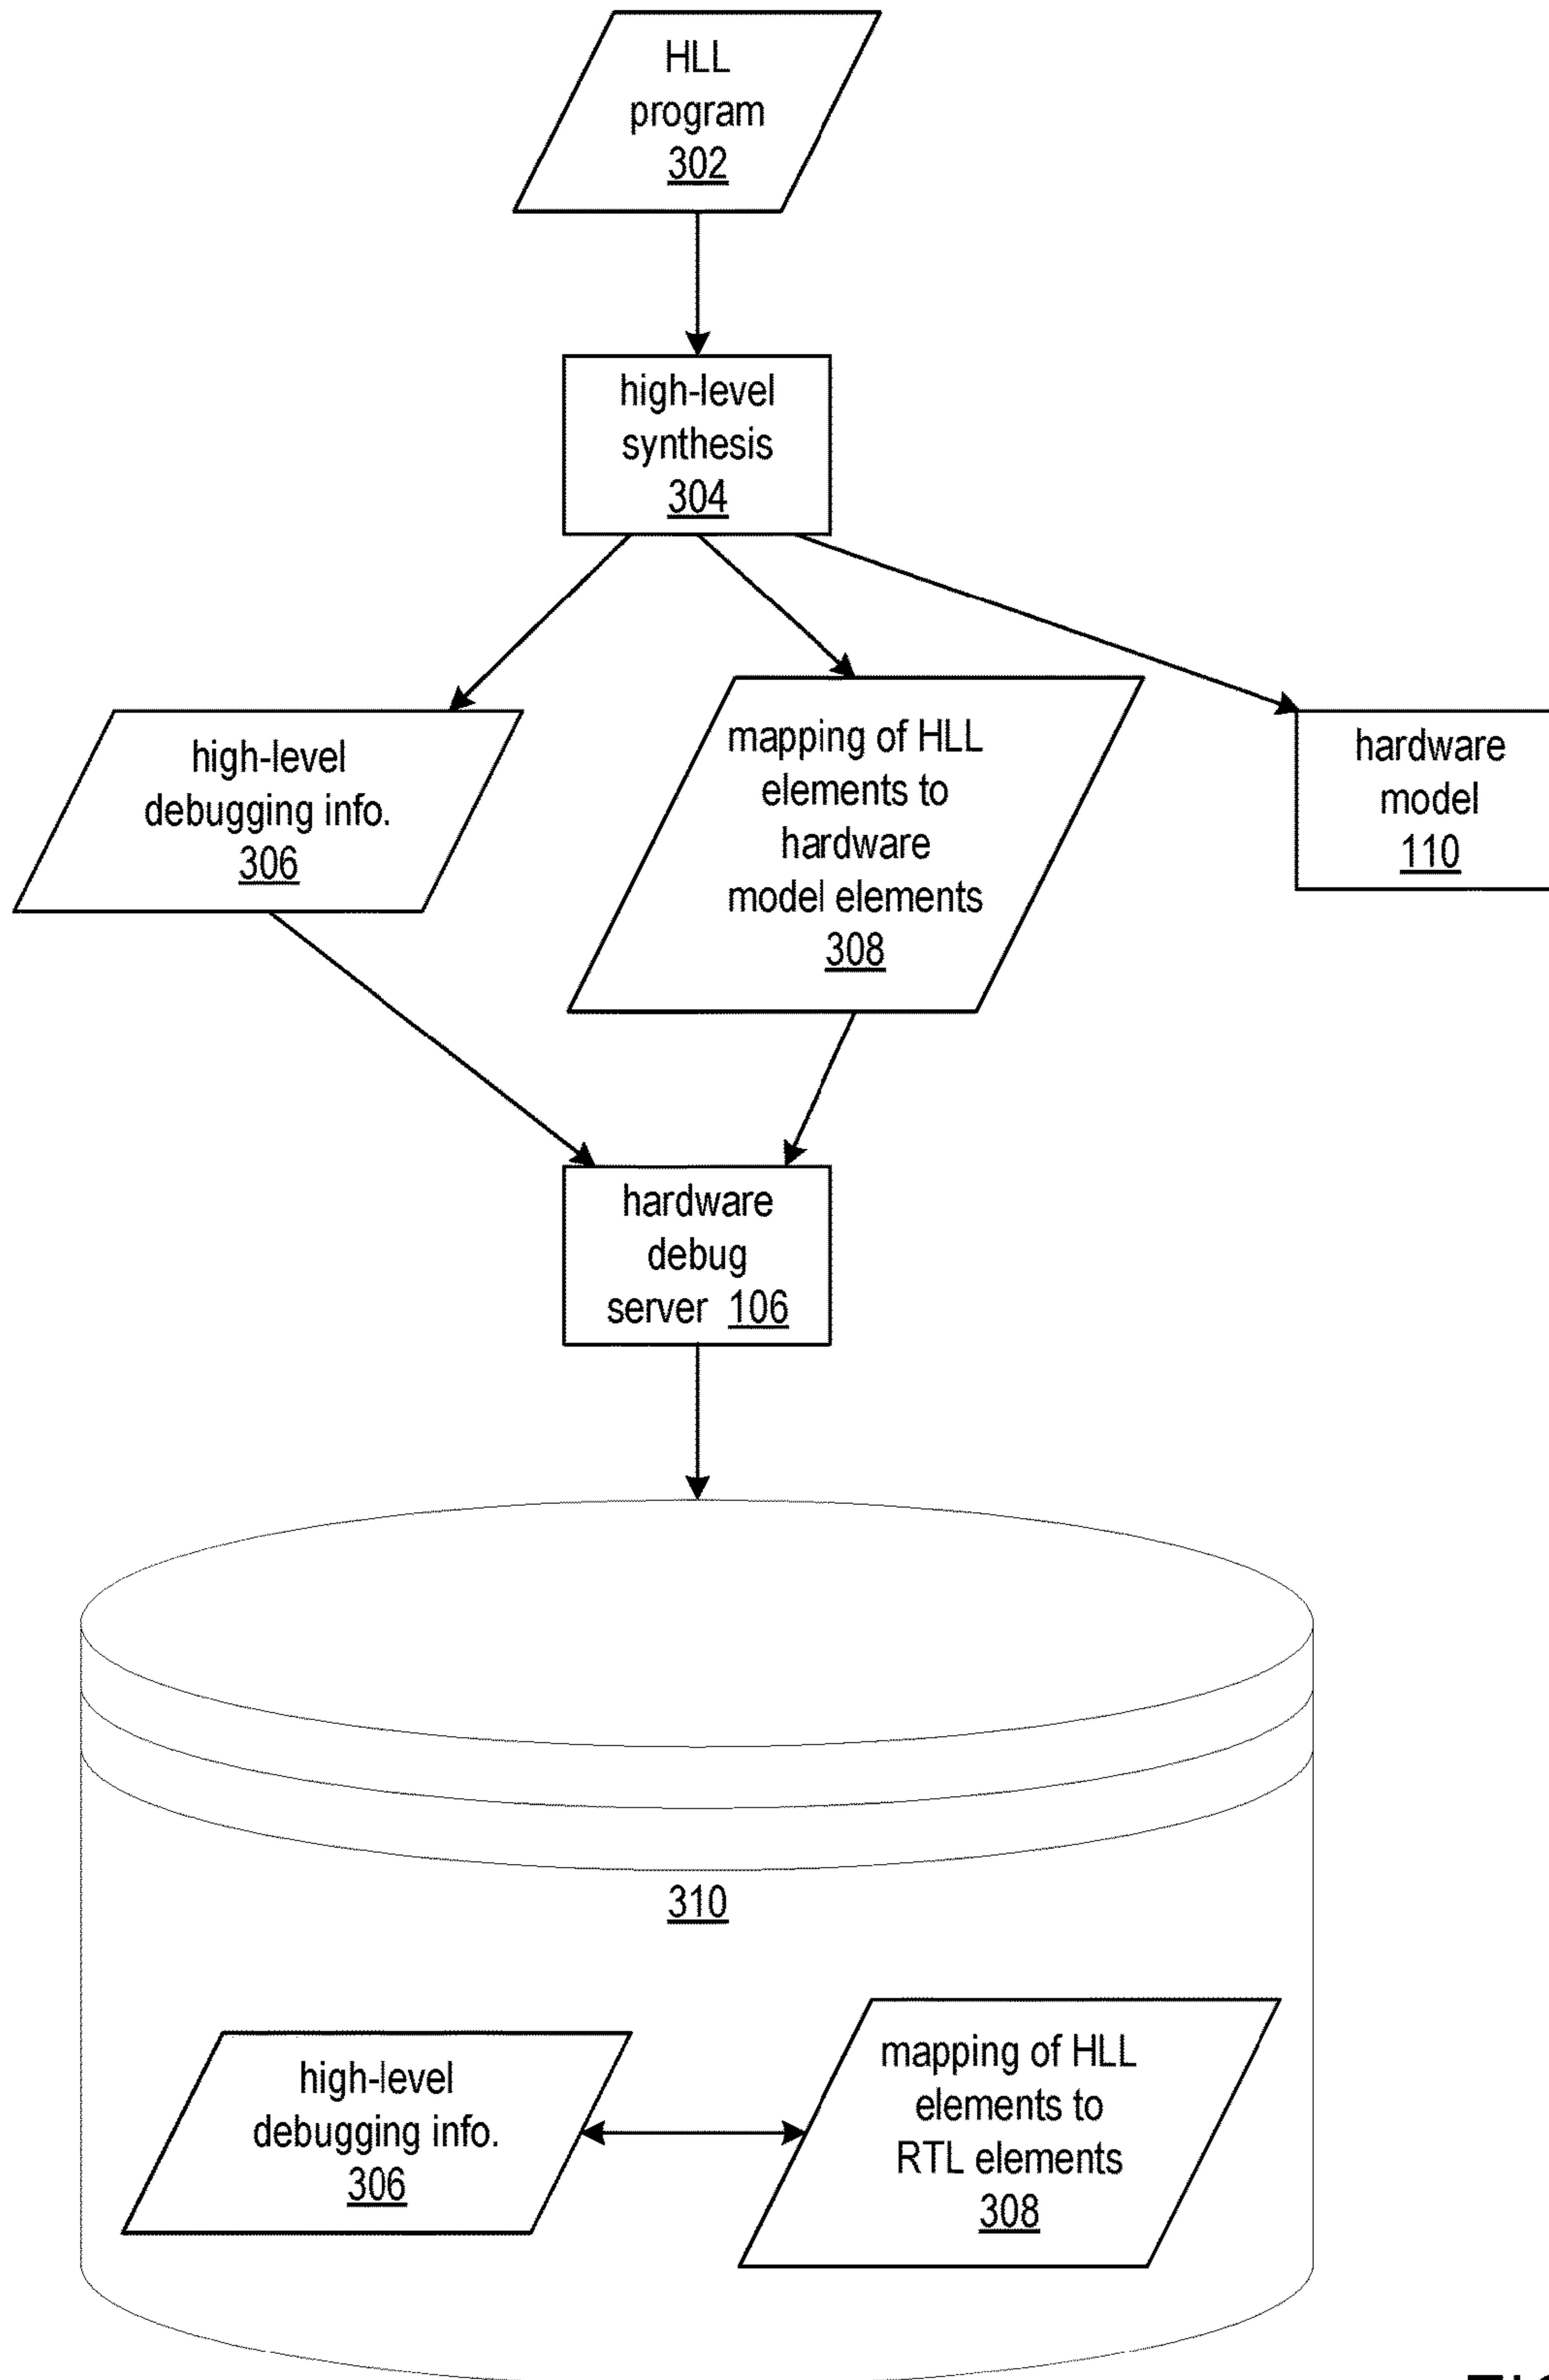 HLL
program
302
high-level
synthesis
304
high-level
debugging info.
306
mapping of HLL
elements to
hardware
model elements
308
hardware
model
110
hardware
debug
server 106
310
high-level
debugging info.
306
mapping of HLL
elements to
RTL elements
308